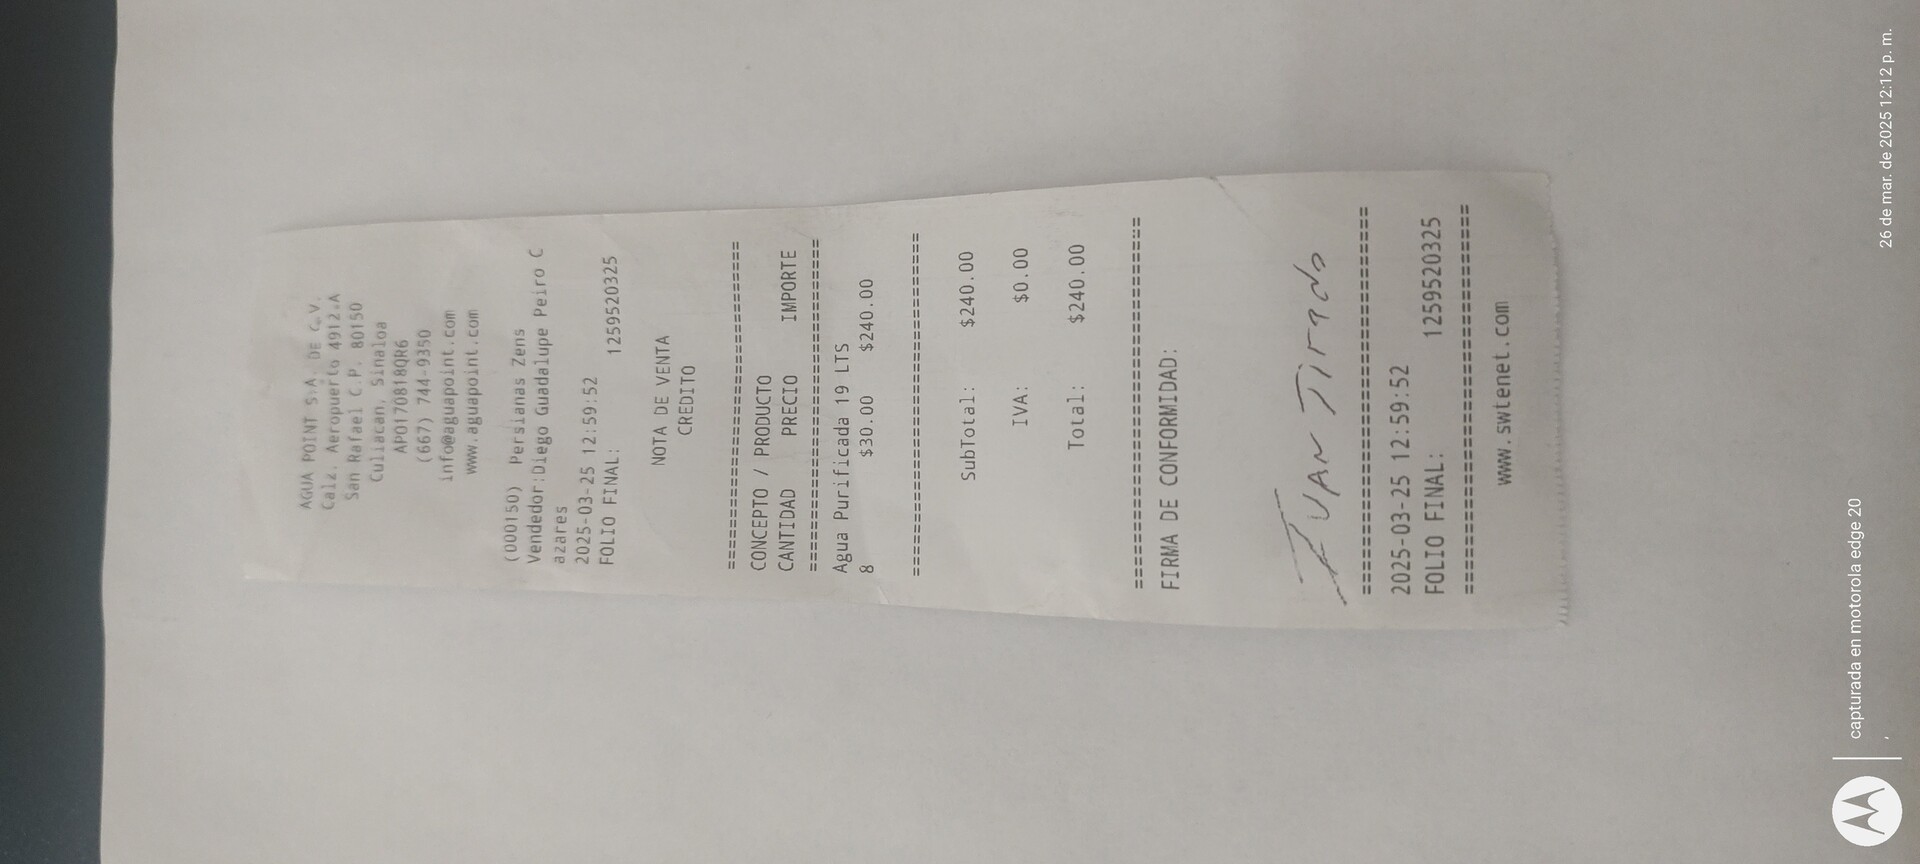 AGUA POINT S.A. DE C.V.
Calz. Aeropuerto 4912-A
San Rafael C.P. 80150
Culiacan, Sinaloa
APO170818QR6
(667) 744-9350
info@aguapoint.com
www.aguapoint.com
(000150) Persianas Zens
Vendedor:Diego Guadalupe Peiro C
azares
2025-03-25 12:59:52
FOLIO FINAL: 1259520325
NOTA DE VENTA
CREDITO
================================
CONCEPTO / PRODUCTO
CANTIDAD PRECIO IMPORTE
================================
Agua Purificada 19 LTS
8 $30.00 $240.00
================================
SubTotal: $240.00
IVA: $0.00
Total: $240.00
================================
FIRMA DE CONFORMIDAD:
IVAN TIrado
================================
2025-03-25 12:59:52
FOLIO FINAL: 1259520325
================================
www.swtenet.com
capturada en motorola edge 20
,
26 de mar. de 2025 12:12 p. m.